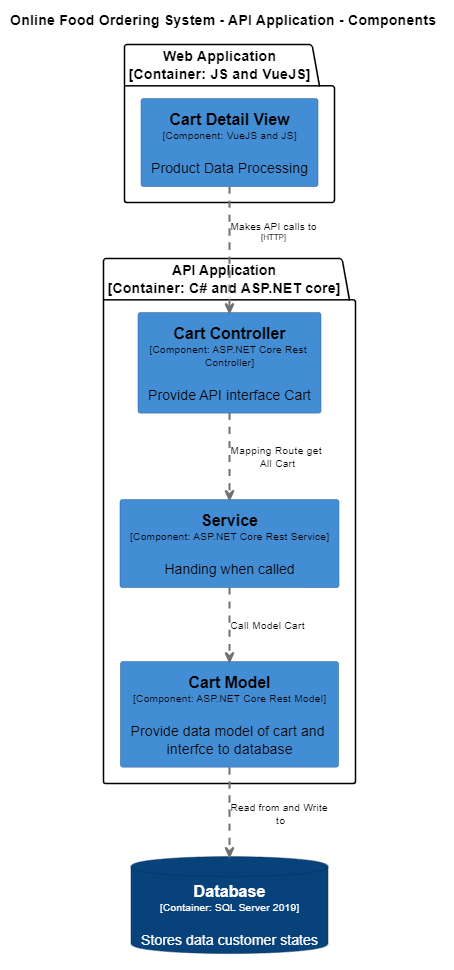 Online Food Ordering System - API Application - Components
Web Application
[Container: JS and VueJS]
Cart Detail View
[Component: VueJS and JS]
Product Data Processing
Makes API calls to
[HTTP]
API Application
[Container: C# and ASP.NET core]
Cart Controller
[Component: ASP.NET Core Rest
Controller]
Provide API interface Cart
Mapping Route get
All Cart
Service
[Component: ASP.NET Core Rest Service]
Handing when called
Call Model Cart
Cart Model
[Component: ASP.NET Core Rest Model]
Provide data model of cart and
interfce to database
Read from and Write
to
Database
[Container: SQL Server 2019]
Stores data customer states